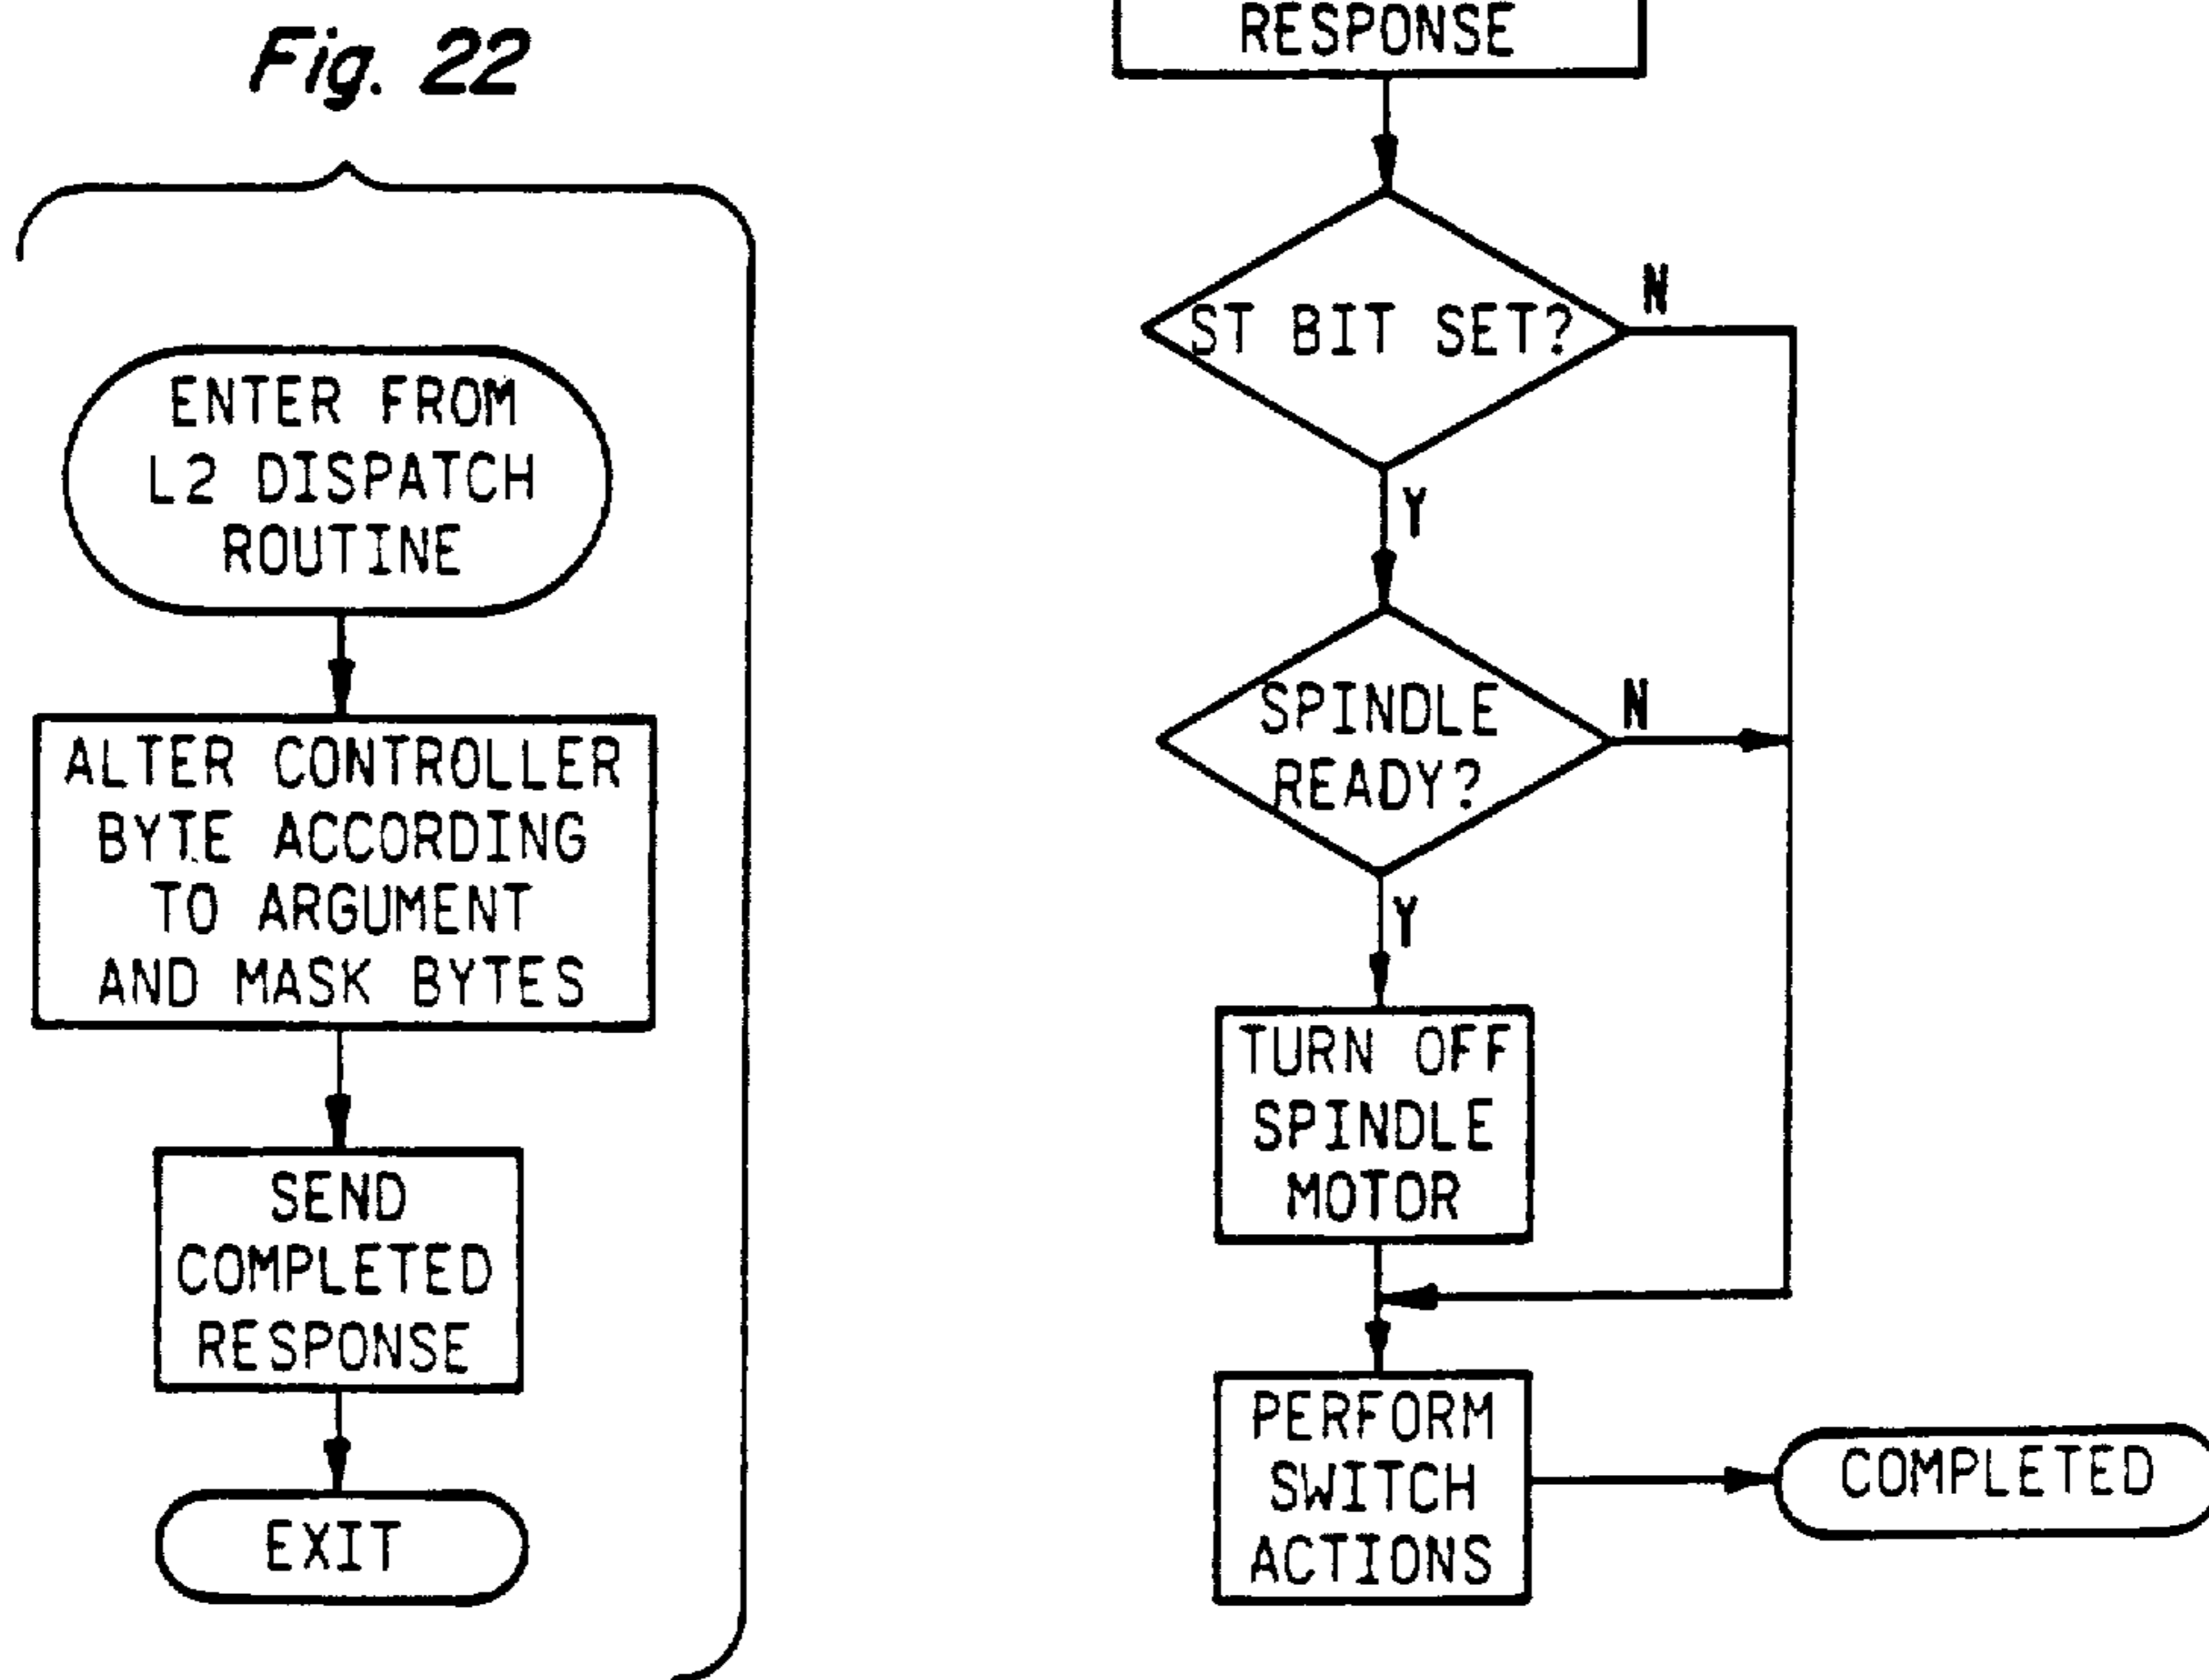 Fig. 22
ENTER FROM
L2 DISPATCH
ROUTINE
ALTER CONTROLLER
BYTE ACCORDING
TO ARGUMENT
AND MASK BYTES
SEND
COMPLETED
RESPONSE
EXIT
RESPONSE
ST BIT SET?
N
Y
SPINDLE
READY?
N
Y
TURN OFF
SPINDLE
MOTOR
PERFORM
SWITCH
ACTIONS
COMPLETED